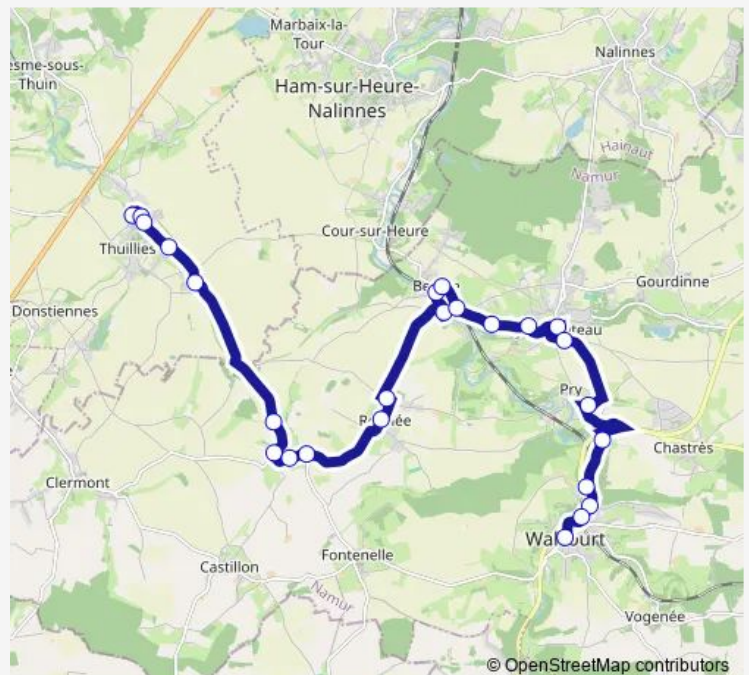 Marbaix-la-
Tour
Nalinnes
esme-sous-
Thuin
Ham-sur-Heure-
Nalinnes
Hainaut
Namur
Cour-sur-Heure
Thuillies
Gourdinne
Donstiennes
Pry
Chastrès
Clermont
Fontenelle
Castillon
Namur
Vogenée
© OpenStreetMap contributors